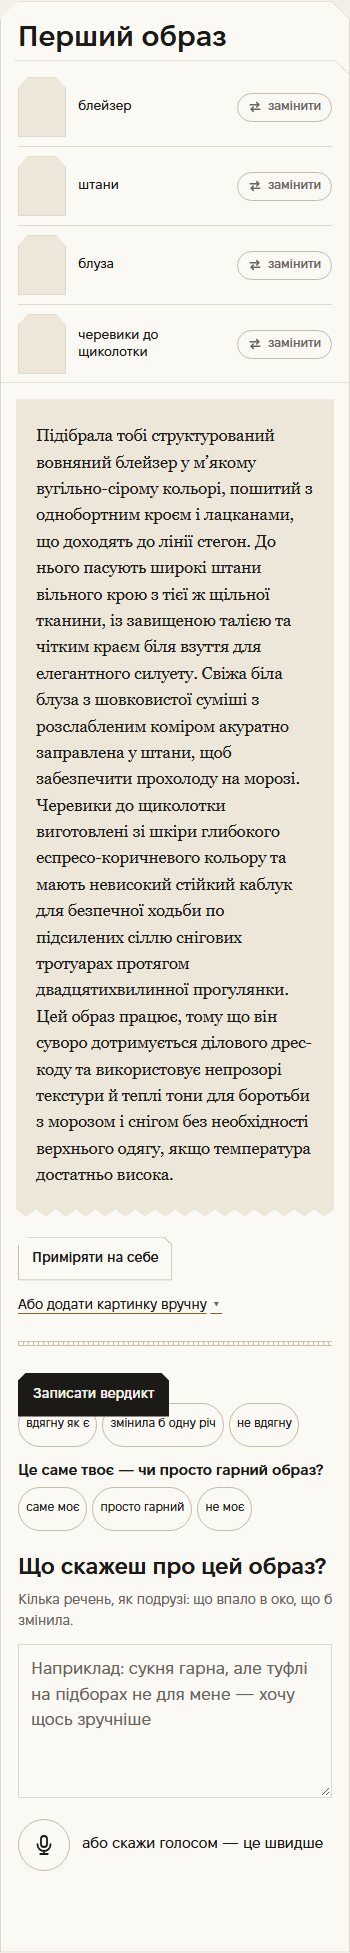 Перший образ
блейзер
замінити
штани
замінити
блуза
замінити
черевики до
щиколотки
замінити
Підібрала тобі структурований
вовняний блейзер у м’якому
вугільно-сірому кольорі, пошитий з
однобортним кроєм і лацканами,
що доходять до лінії стегон. До
нього пасують широкі штани
вільного крою з тієї ж щільної
тканини, із завищеною талією та
чітким краєм біля взуття для
елегантного силуету. Свіжа біла
блуза з шовковистої суміші з
розслабленим коміром акуратно
заправлена у штани, щоб
забезпечити прохолоду на морозі.
Черевики до щиколотки
виготовлені зі шкіри глибокого
еспресо-коричневого кольору та
мають невисокий стійкий каблук
для безпечної ходьби по
підсилених сіллю снігових
тротуарах протягом
двадцятихвилинної прогулянки.
Цей образ працює, тому що він
суворо дотримується ділового дрес-
коду та використовує непрозорі
текстури й теплі тони для боротьби
з морозом і снігом без необхідності
верхнього одягу, якщо температура
достатньо висока.
Приміряти на себе
Або додати картинку вручну
Записати вердикт
вдягну як є
змінила б одну річ
не вдягну
Це саме твоє — чи просто гарний образ?
саме моє
просто гарний
не моє
Що скажеш про цей образ?
Кілька речень, як подрузі: що впало в око, що б
змінила.
Наприклад: сукня гарна, але туфлі
на підборах не для мене — хочу
щось зручніше
або скажи голосом — це швидше